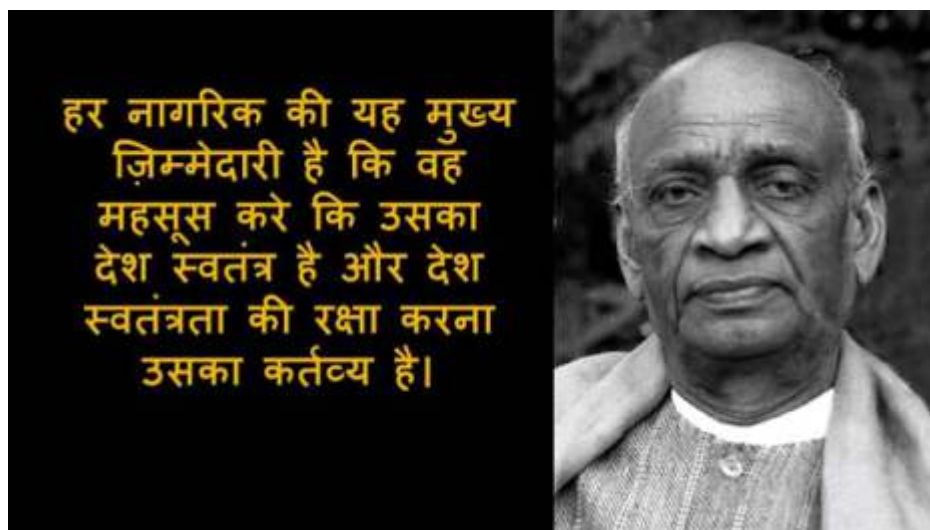 हर नागरिक की यह मुख्य
ज़िम्मेदारी है कि वह
महसूस करे कि उसका
देश स्वतंत्र है और देश
स्वतंत्रता की रक्षा करना
उसका कर्तव्य है।